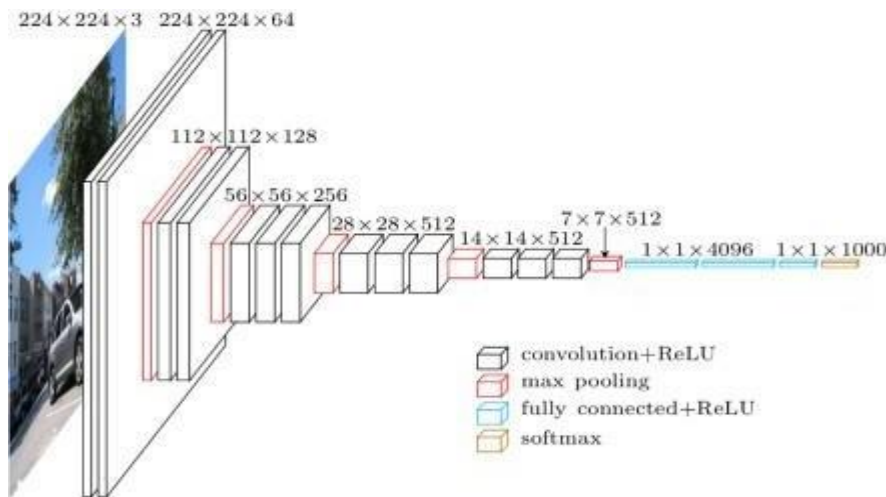 224×224×3
224×224×64
112×112×128
56×56×256
28×28×512
14×14×512
7×7×512
1×1×4096
1×1×1000
convolution+ReLU
max pooling
fully connected+ReLU
softmax